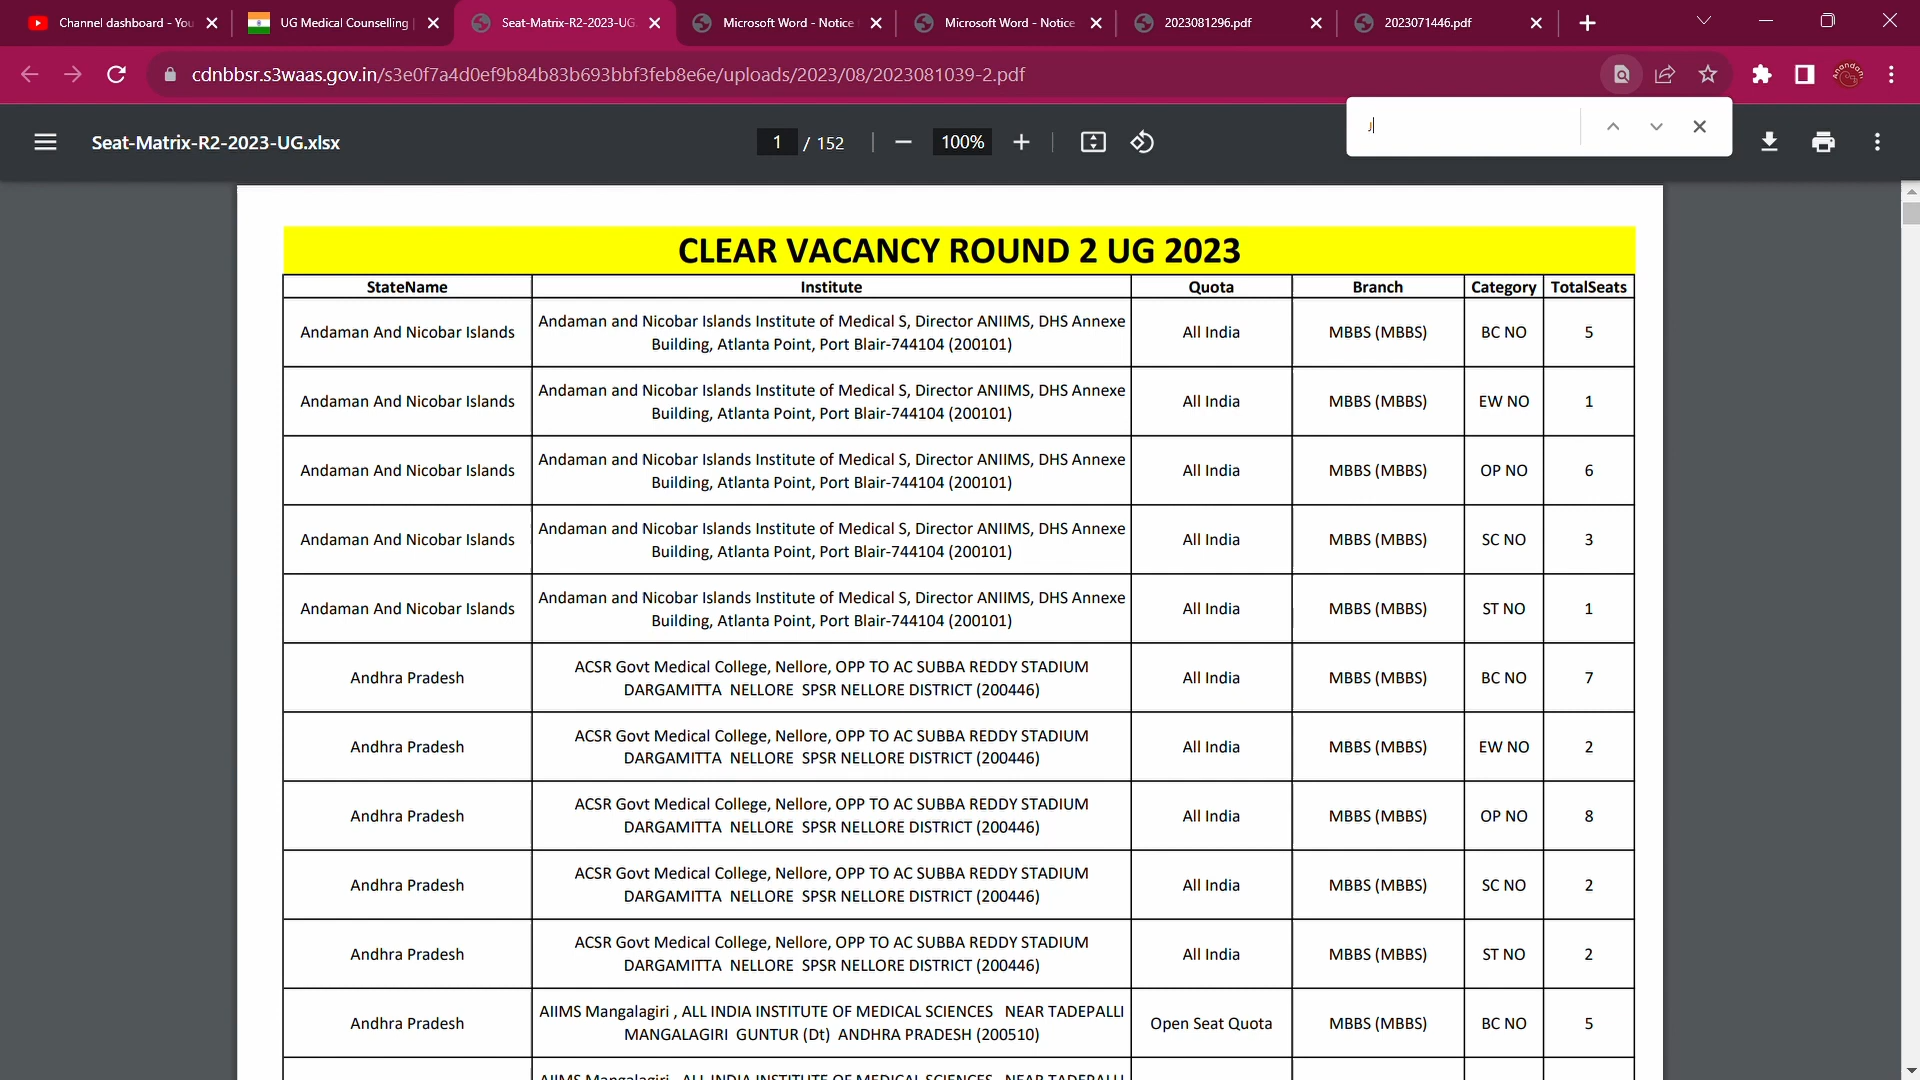 Channel dashboard - You
UG Medical Counselling
Seat-Matrix-R2-2023-UG.
Microsoft Word - Notice
Microsoft Word - Notice
2023081296.pdf
2023071446.pdf
cdnbbsr.s3waas.gov.in/s3e0f7a4d0ef9b84b83b693bbf3feb8e6e/uploads/2023/08/2023081039-2.pdf
J
Seat-Matrix-R2-2023-UG.xlsx
1 / 152
100%
CLEAR VACANCY ROUND 2 UG 2023
StateName Institute Quota Branch Category TotalSeats
Andaman and Nicobar Islands Institute of Medical S, Director ANIIMS, DHS Annexe
Andaman And Nicobar Islands All India MBBS (MBBS) BC NO 5
Building, Atlanta Point, Port Blair-744104 (200101)
Andaman and Nicobar Islands Institute of Medical S, Director ANIIMS, DHS Annexe
Andaman And Nicobar Islands All India MBBS (MBBS) EW NO 1
Building, Atlanta Point, Port Blair-744104 (200101)
Andaman and Nicobar Islands Institute of Medical S, Director ANIIMS, DHS Annexe
Andaman And Nicobar Islands All India MBBS (MBBS) OP NO 6
Building, Atlanta Point, Port Blair-744104 (200101)
Andaman and Nicobar Islands Institute of Medical S, Director ANIIMS, DHS Annexe
Andaman And Nicobar Islands All India MBBS (MBBS) SC NO 3
Building, Atlanta Point, Port Blair-744104 (200101)
Andaman and Nicobar Islands Institute of Medical S, Director ANIIMS, DHS Annexe
Andaman And Nicobar Islands All India MBBS (MBBS) ST NO 1
Building, Atlanta Point, Port Blair-744104 (200101)
ACSR Govt Medical College, Nellore, OPP TO AC SUBBA REDDY STADIUM
Andhra Pradesh All India MBBS (MBBS) BC NO 7
DARGAMITTA NELLORE SPSR NELLORE DISTRICT (200446)
ACSR Govt Medical College, Nellore, OPP TO AC SUBBA REDDY STADIUM
Andhra Pradesh All India MBBS (MBBS) EW NO 2
DARGAMITTA NELLORE SPSR NELLORE DISTRICT (200446)
ACSR Govt Medical College, Nellore, OPP TO AC SUBBA REDDY STADIUM
Andhra Pradesh All India MBBS (MBBS) OP NO 8
DARGAMITTA NELLORE SPSR NELLORE DISTRICT (200446)
ACSR Govt Medical College, Nellore, OPP TO AC SUBBA REDDY STADIUM
Andhra Pradesh All India MBBS (MBBS) SC NO 2
DARGAMITTA NELLORE SPSR NELLORE DISTRICT (200446)
ACSR Govt Medical College, Nellore, OPP TO AC SUBBA REDDY STADIUM
Andhra Pradesh All India MBBS (MBBS) ST NO 2
DARGAMITTA NELLORE SPSR NELLORE DISTRICT (200446)
AIIMS Mangalagiri , ALL INDIA INSTITUTE OF MEDICAL SCIENCES NEAR TADEPALLI
Andhra Pradesh Open Seat Quota MBBS (MBBS) BC NO 5
MANGALAGIRI GUNTUR (Dt) ANDHRA PRADESH (200510)
AIIMS Mangalagiri , ALL INDIA INSTITUTE OF MEDICAL SCIENCES NEAR TADEPALLI